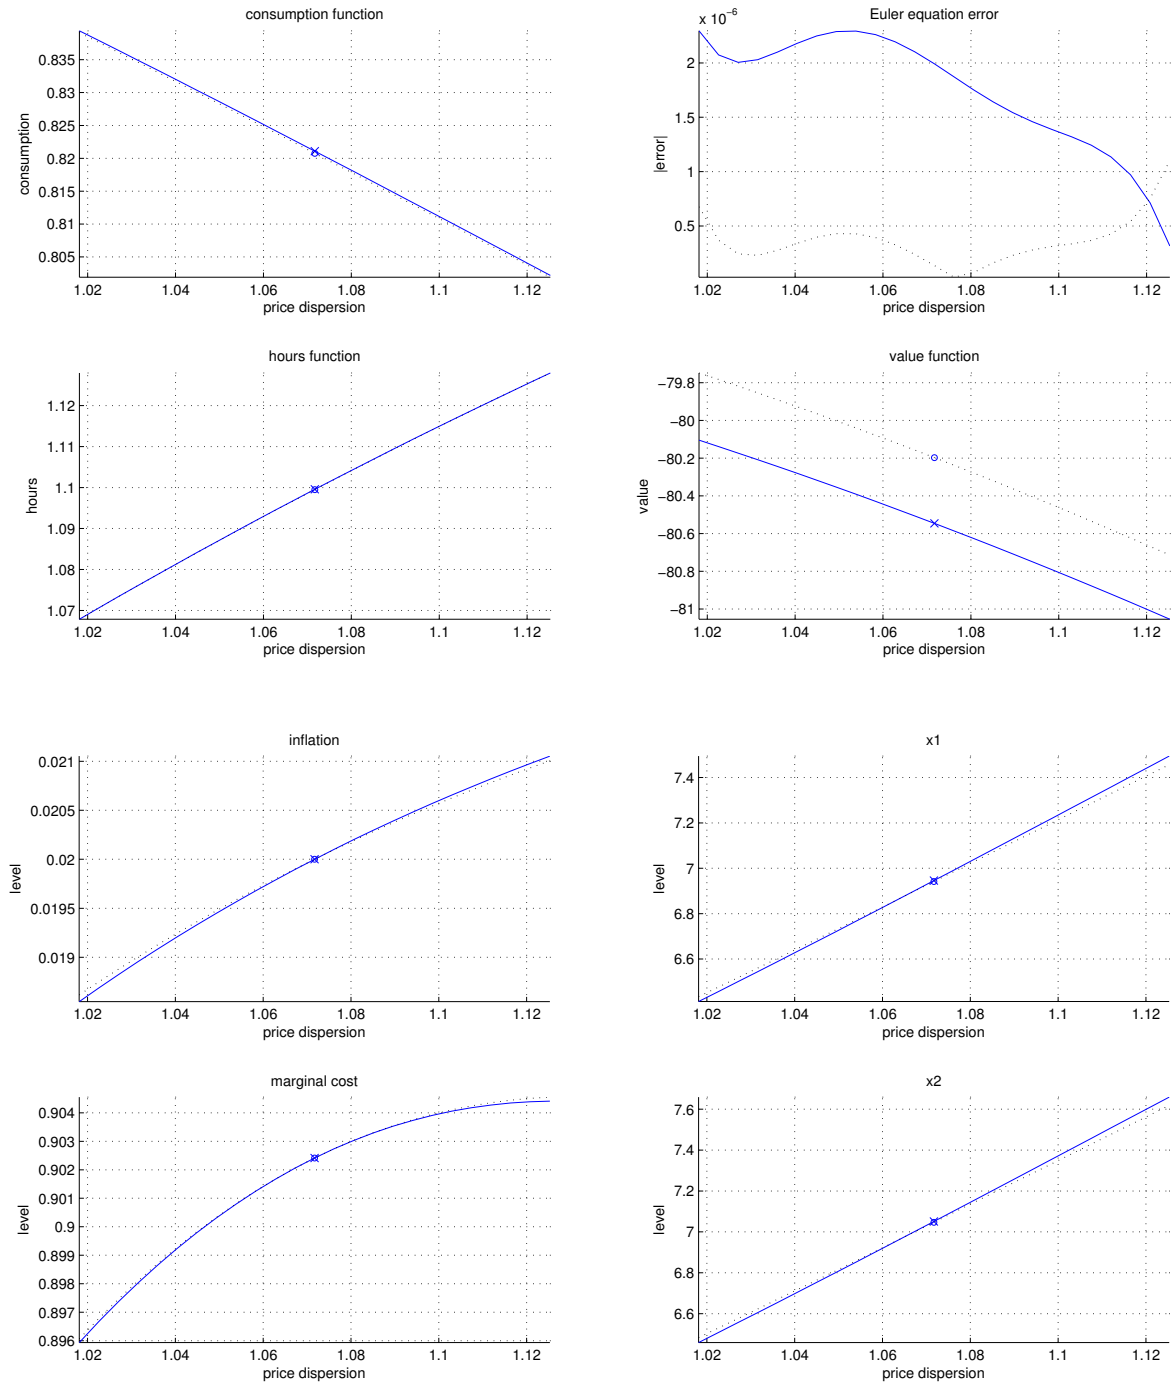 consumption function
0.835
0.83
0.825
0.82
0.815
0.81
0.805
consumption
1.02 1.04 1.06 1.08 1.1 1.12
price dispersion
Euler equation error
x 10^−6
2
1.5
1
0.5
|error|
1.02 1.04 1.06 1.08 1.1 1.12
price dispersion
hours function
1.12
1.11
1.1
1.09
1.08
1.07
hours
1.02 1.04 1.06 1.08 1.1 1.12
price dispersion
value function
−79.8
−80
−80.2
−80.4
−80.6
−80.8
−81
value
1.02 1.04 1.06 1.08 1.1 1.12
price dispersion
inflation
0.021
0.0205
0.02
0.0195
0.019
level
1.02 1.04 1.06 1.08 1.1 1.12
price dispersion
x1
7.4
7.2
7
6.8
6.6
level
1.02 1.04 1.06 1.08 1.1 1.12
price dispersion
marginal cost
0.904
0.903
0.902
0.901
0.9
0.899
0.898
0.897
0.896
level
1.02 1.04 1.06 1.08 1.1 1.12
price dispersion
x2
7.6
7.4
7.2
7
6.8
6.6
level
1.02 1.04 1.06 1.08 1.1 1.12
price dispersion